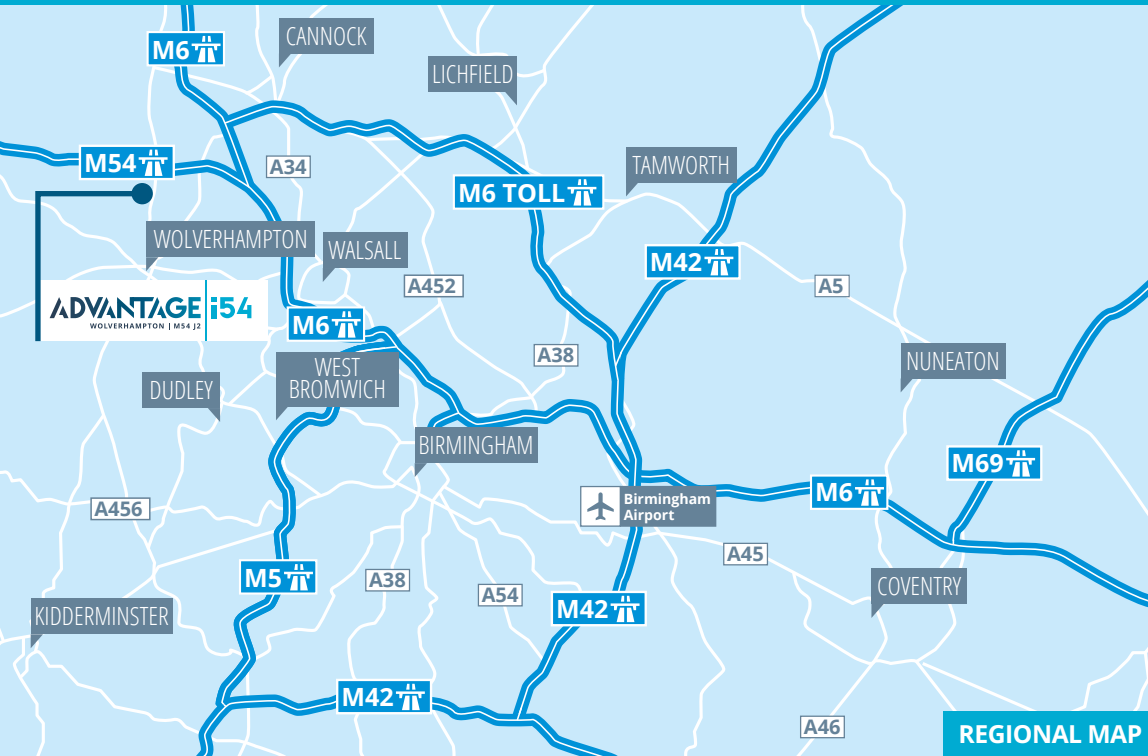 CANNOCK
M6
LICHFIELD
M54
A34
TAMWORTH
M6 TOLL
WOLVERHAMPTON
WALSALL
M42
A452
A5
ADVANTAGE i54
WOLVERHAMPTON | M54 J2
M6
A38
NUNEATON
WEST
BROMWICH
DUDLEY
BIRMINGHAM
M69
M6
Birmingham
Airport
A456
A45
M5
A38
A54
COVENTRY
M42
KIDDERMINSTER
M42
A46
REGIONAL MAP